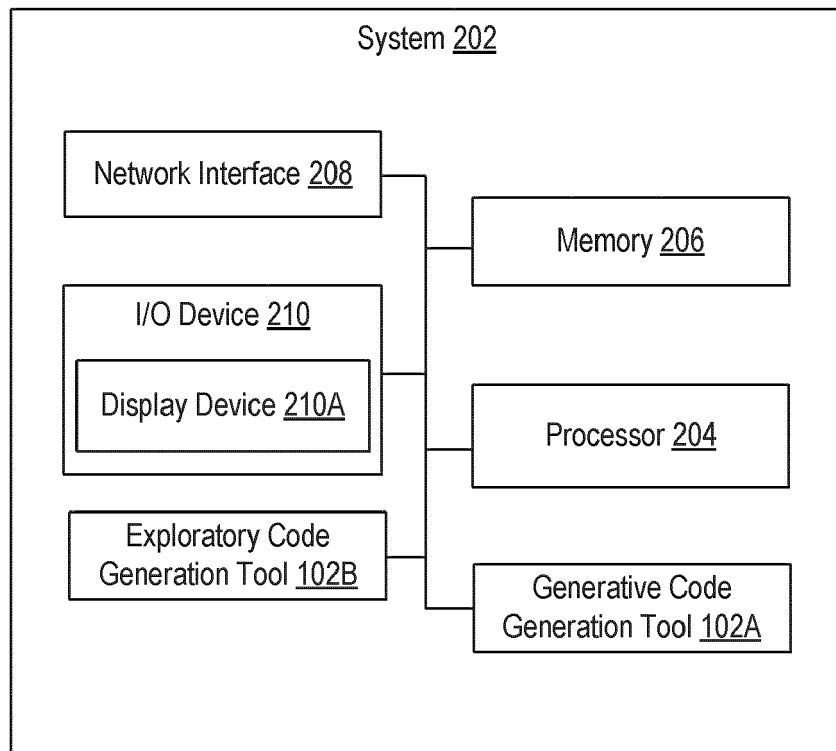 System 202
Network Interface 208
Memory 206
I/O Device 210
Display Device 210A
Processor 204
Exploratory Code
Generation Tool 102B
Generative Code
Generation Tool 102A